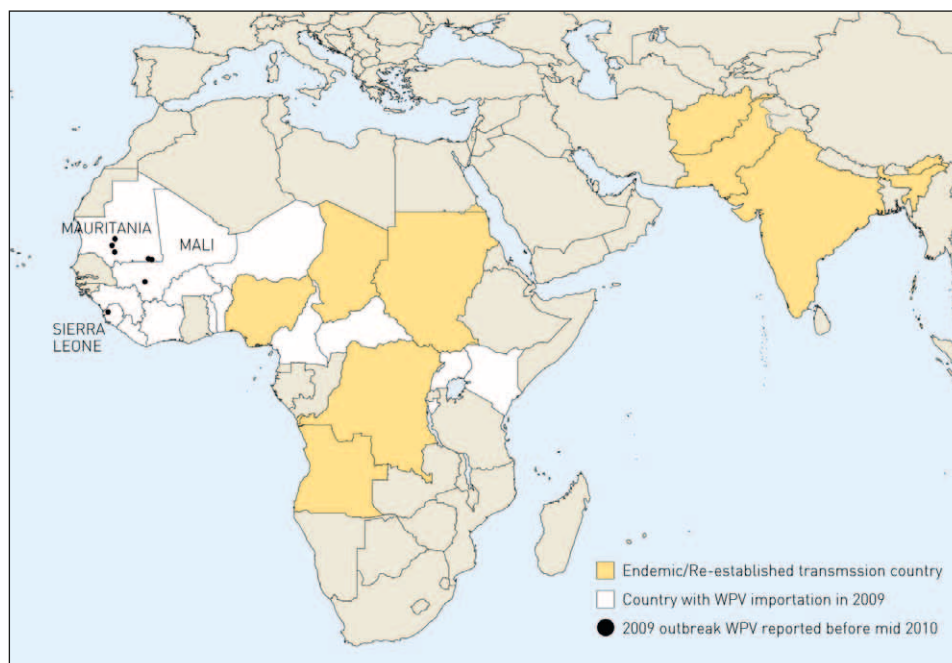 MAURITANIA
MALI
SIERRA
LEONE
Endemic/Re-established transmssion country
Country with WPV importation in 2009
2009 outbreak WPV reported before mid 2010